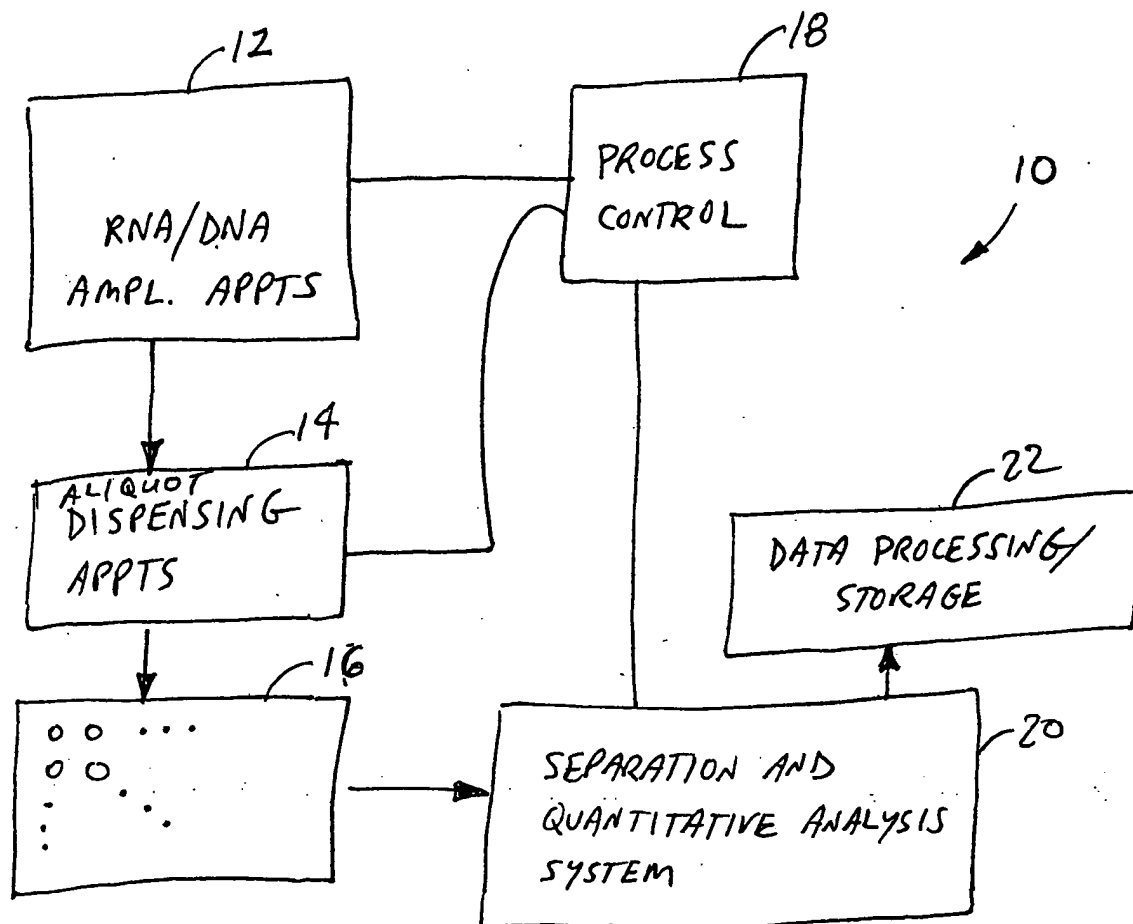 12
RNA/DNA
AMPL. APPTS
18
PROCESS
CONTROL
10
14
ALIQUOT
DISPENSING
APPTS
22
DATA PROCESSING/
STORAGE
16
20
SEPARATION AND
QUANTITATIVE ANALYSIS
SYSTEM